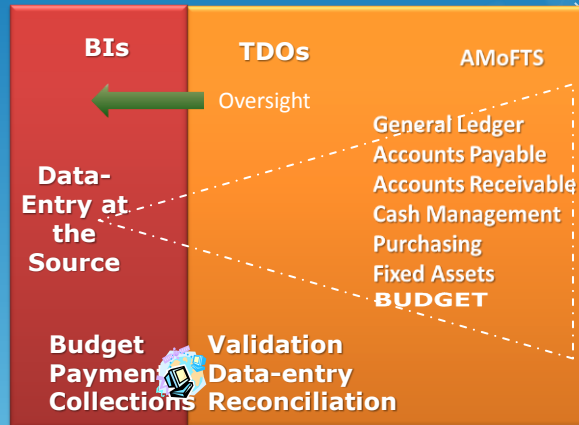 BIs
TDOs
AMoFTS
Oversight
General Ledger
Accounts Payable
Accounts Receivable
Cash Management
Purchasing
Fixed Assets
BUDGET
Data-
Entry at
the
Source
Budget
Paymen
Collections
Validation
Data-entry
Reconciliation